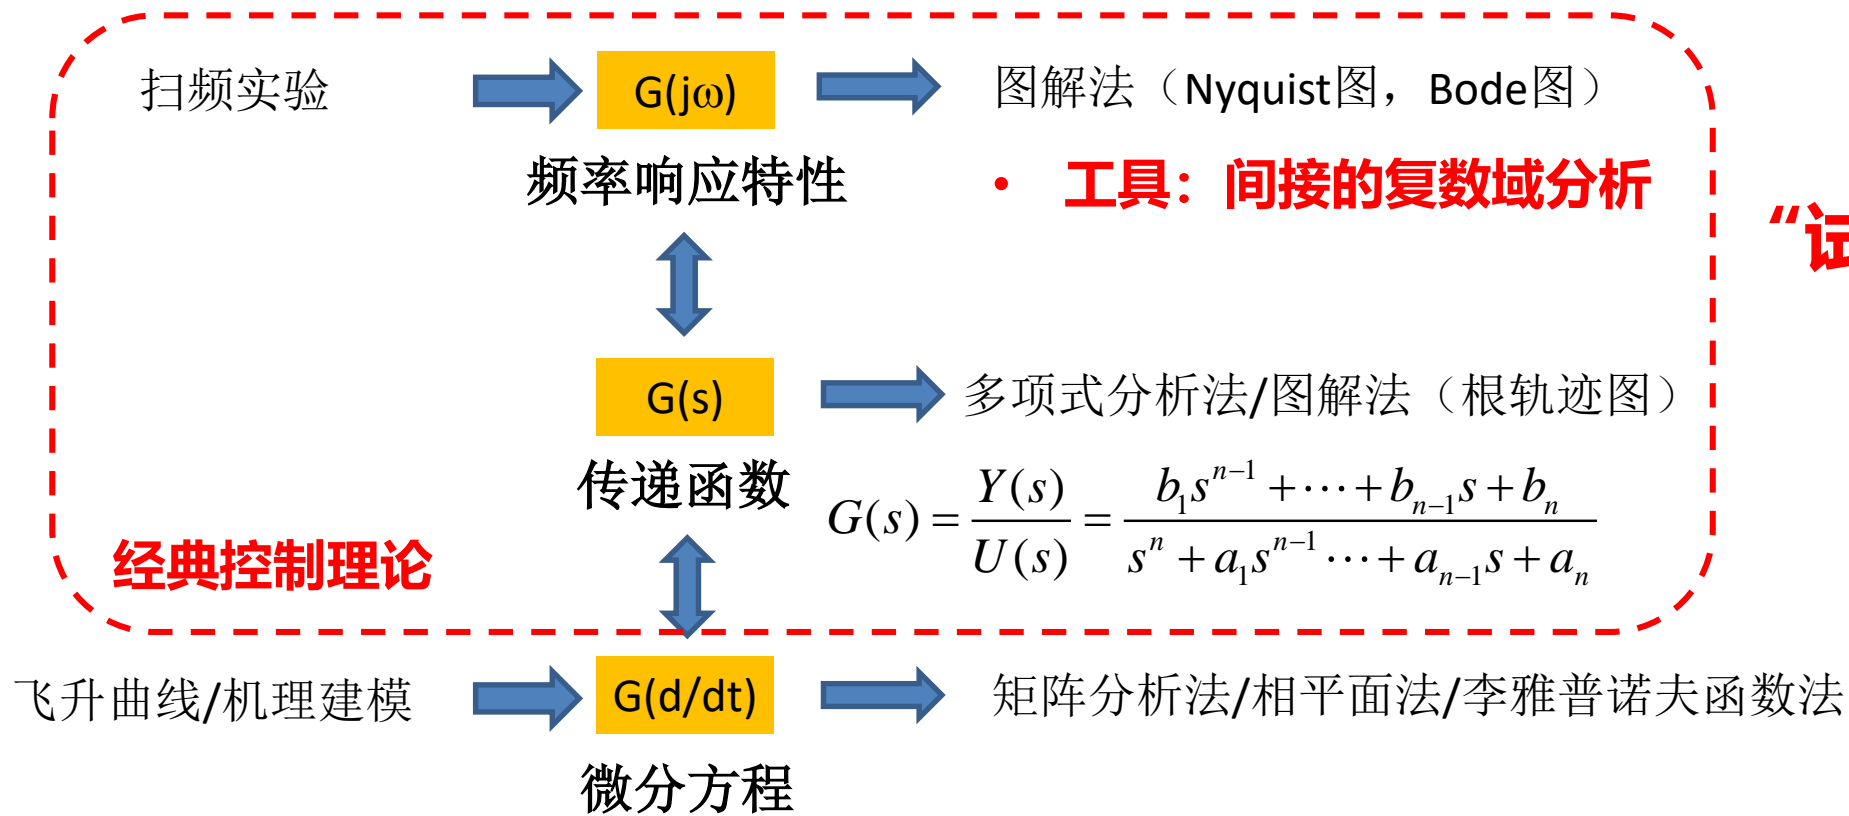 扫频实验
G(jω)
图解法（Nyquist图，Bode图）
频率响应特性
• 工具：间接的复数域分析
“
G(s)
多项式分析法/图解法（根轨迹图）
传递函数
G(s) = Y(s)/U(s) = (b₁sⁿ⁻¹ + ⋯ + bₙ₋₁s + bₙ)/(sⁿ + a₁sⁿ⁻¹ ⋯ + aₙ₋₁s + aₙ)
经典控制理论
飞升曲线/机理建模
G(d/dt)
矩阵分析法/相平面法/李雅普诺夫函数法
微分方程